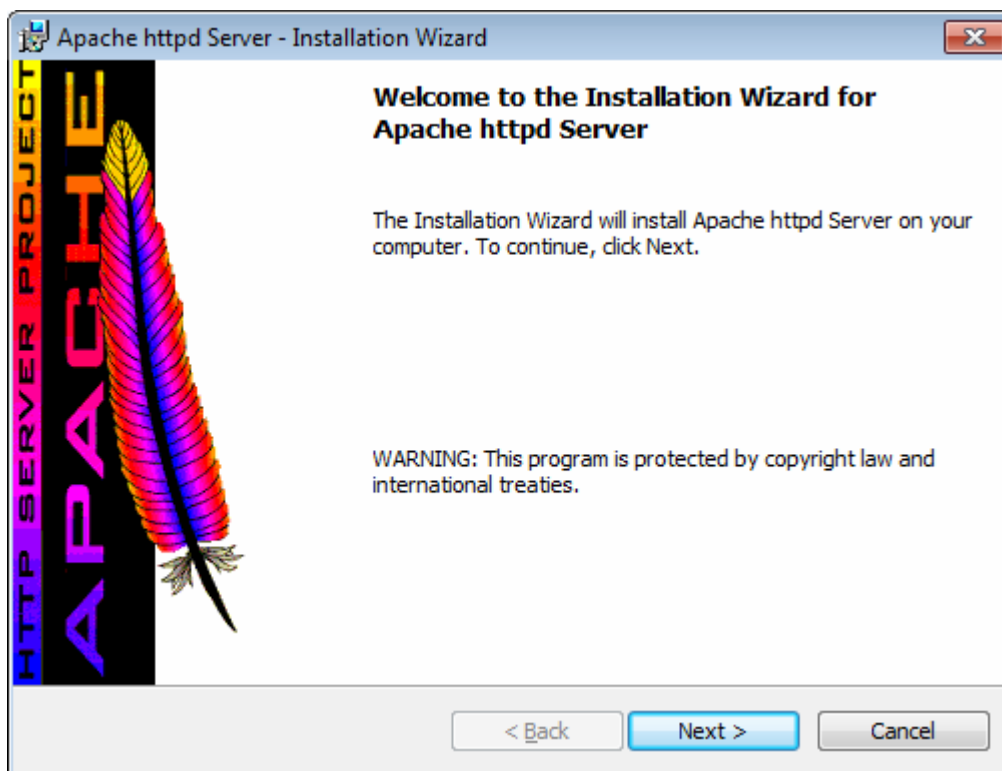 Apache httpd Server - Installation Wizard
HTTP SERVER PROJECT
APACHE
Welcome to the Installation Wizard for
Apache httpd Server
The Installation Wizard will install Apache httpd Server on your
computer. To continue, click Next.
WARNING: This program is protected by copyright law and
international treaties.
< Back
Next >
Cancel